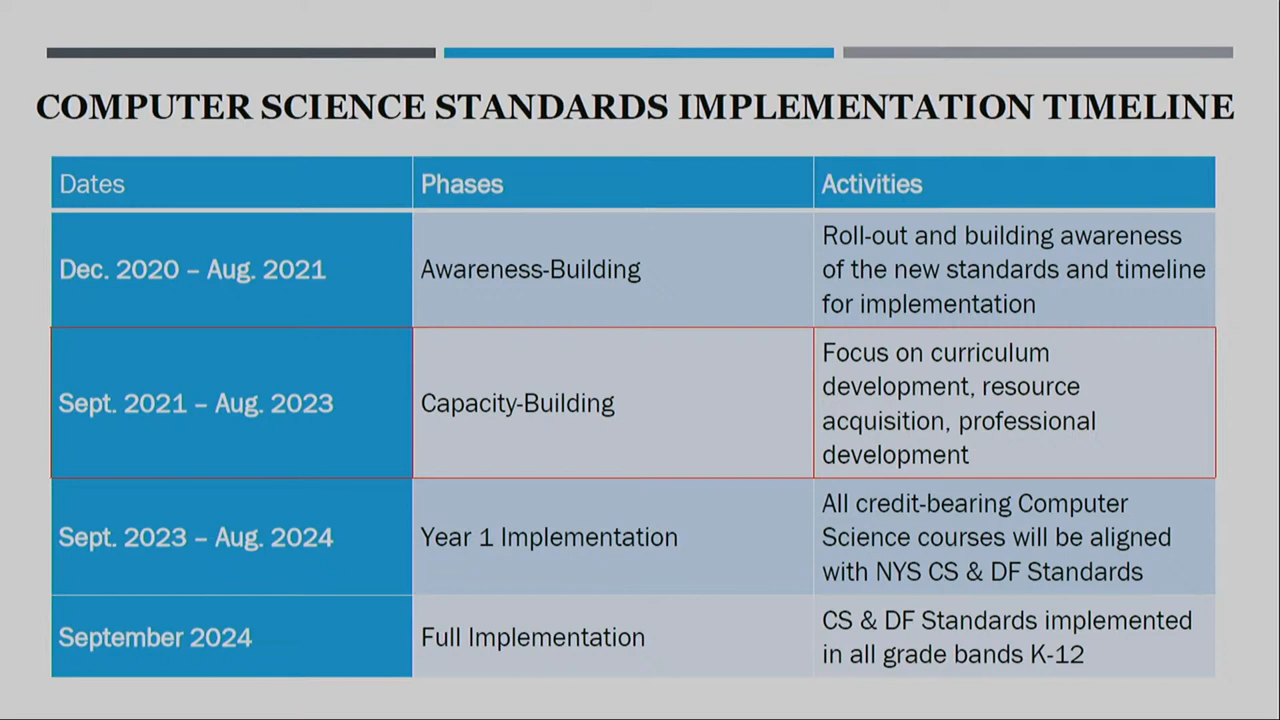 COMPUTER SCIENCE STANDARDS IMPLEMENTATION TIMELINE
Dates
Phases
Activities
Dec. 2020 – Aug. 2021
Awareness-Building
Roll-out and building awareness
of the new standards and timeline
for implementation
Sept. 2021 – Aug. 2023
Capacity-Building
Focus on curriculum
development, resource
acquisition, professional
development
Sept. 2023 – Aug. 2024
Year 1 Implementation
All credit-bearing Computer
Science courses will be aligned
with NYS CS & DF Standards
September 2024
Full Implementation
CS & DF Standards implemented
in all grade bands K-12